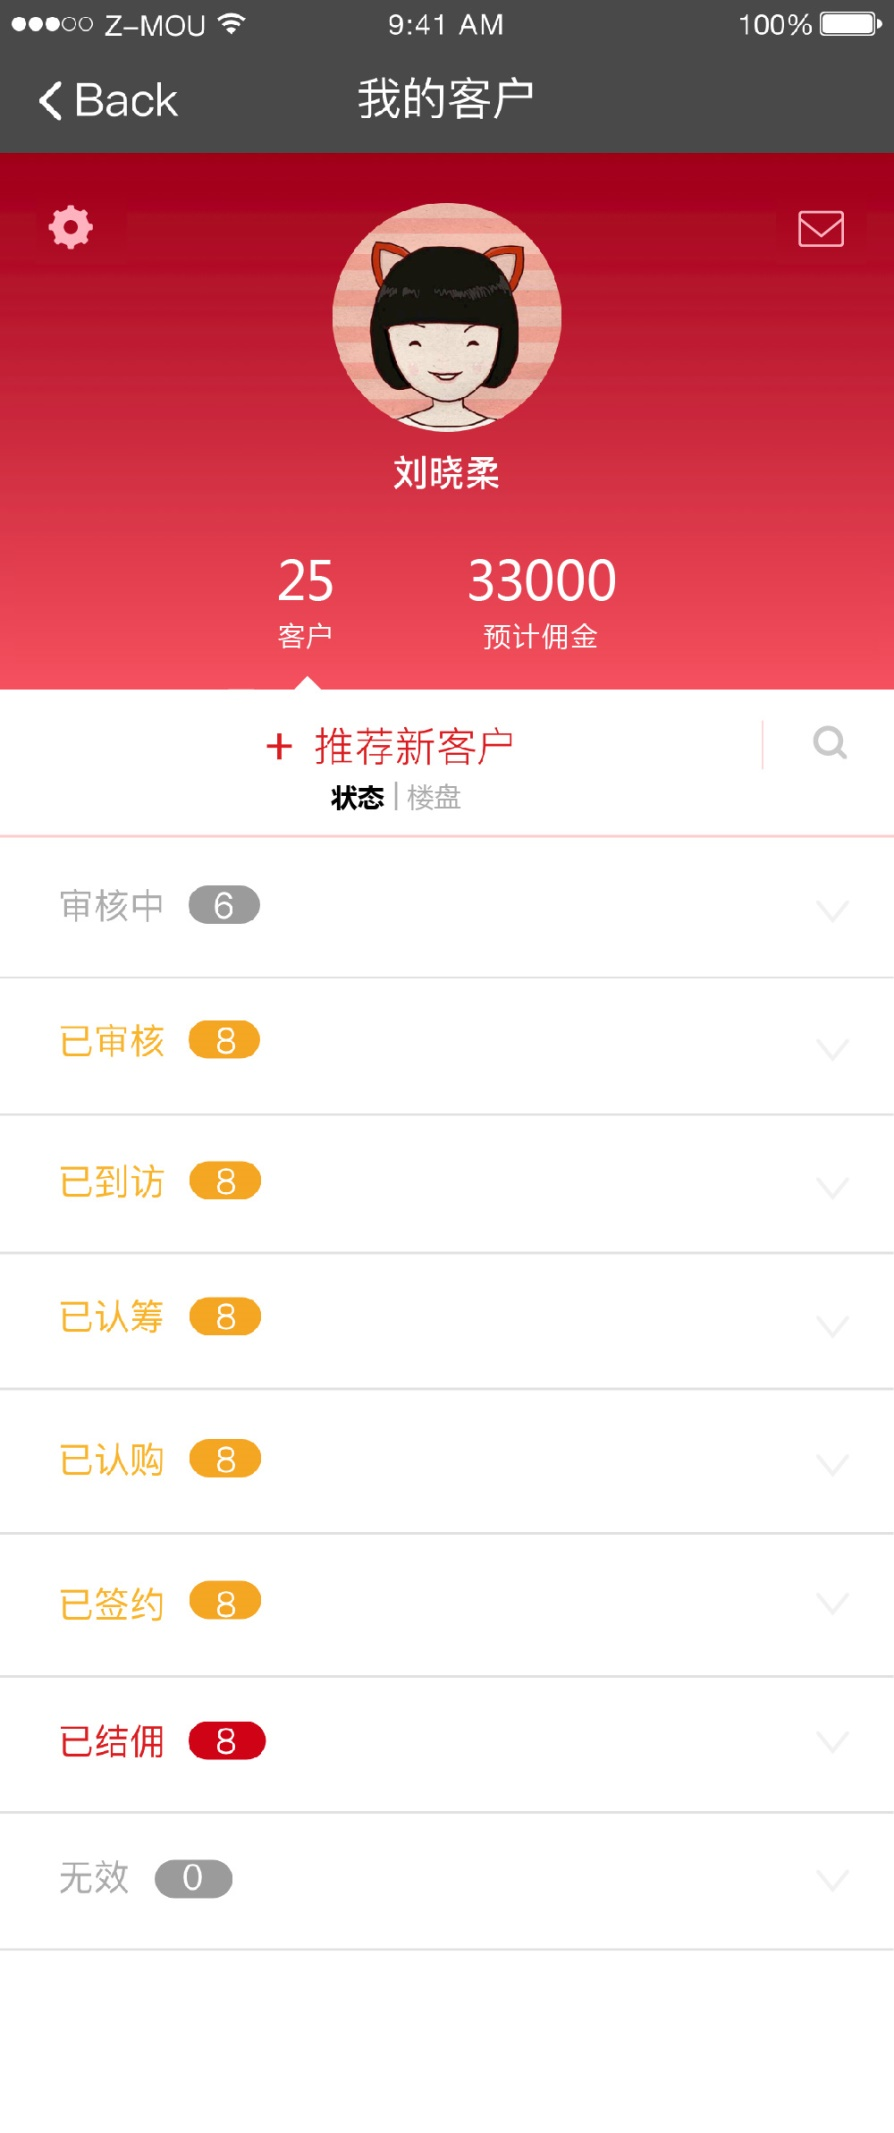 Z-MOU 9:41 AM 100%
Back 我的客户
刘晓柔
25 33000
客户 预计佣金
+ 推荐新客户
状态 | 楼盘
审核中 6
已审核 8
已到访 8
已认筹 8
已认购 8
已签约 8
已结佣 8
无效 0